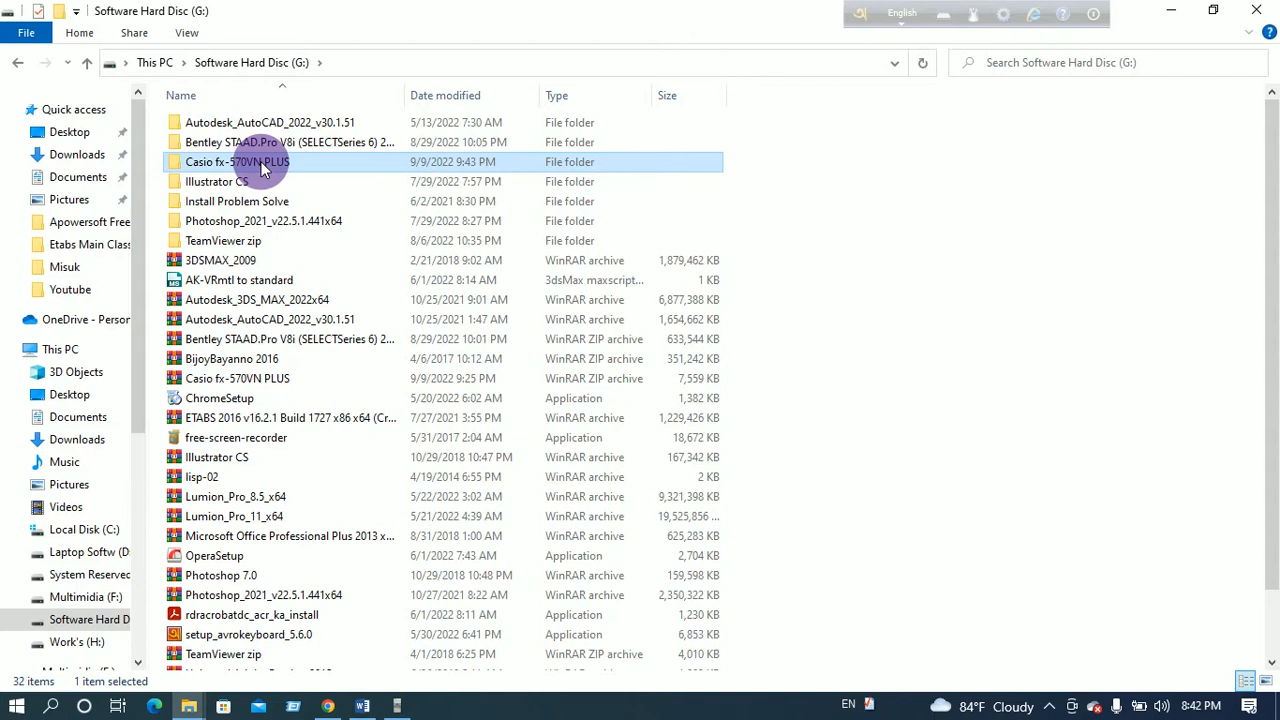 Software Hard Disc (G:)
English
File Home Share View
This PC Software Hard Disc (G:)
Search Software Hard Disc (G:)
Name Date modified Type Size
Quick access
Desktop
Downloads
Documents
Pictures
Apowersoft Free
Etabs Main Class
Misuk
Youtube
OneDrive - Person
This PC
3D Objects
Desktop
Documents
Downloads
Music
Pictures
Videos
Local Disk (C:)
Laptop Softw (D:
System Reserved
Multimidia (F:)
Software Hard D
Work's (H:)
Autodesk_AutoCAD_2022_v30.1.51 5/13/2022 7:30 AM File folder
Bentley STAAD.Pro V8i (SELECTSeries 6) 2... 8/29/2022 10:05 PM File folder
Casio fx-570VN PLUS 9/9/2022 9:43 PM File folder
Illustrator CS 7/29/2022 7:57 PM File folder
Install Problem Solve 6/2/2021 8:30 PM File folder
Photoshop_2021_v22.5.1.441x64 7/29/2022 8:27 PM File folder
TeamViewer zip 8/6/2022 10:35 PM File folder
3DSMAX_2009 2/21/2018 9:02 AM WinRAR archive 1,879,462 KB
AK-VRmtl to standard 6/1/2022 8:14 AM 3dsMax maxscript... 1 KB
Autodesk_3DS_MAX_2022x64 10/25/2021 9:01 AM WinRAR archive 6,877,388 KB
Autodesk_AutoCAD_2022_v30.1.51 10/25/2021 1:47 AM WinRAR archive 1,654,662 KB
Bentley STAAD.Pro V8i (SELECTSeries 6) 2... 8/29/2022 10:01 PM WinRAR ZIP archive 633,544 KB
BijoyBayanno 2016 4/6/2017 10:12 AM WinRAR ZIP archive 351,242 KB
Casio fx-570VN PLUS 9/9/2022 9:25 PM WinRAR ZIP archive 7,559 KB
ChromeSetup 5/20/2022 6:02 AM Application 1,382 KB
ETABS 2016 v16.2.1 Build 1727 x86 x64 (Cr... 7/27/2021 3:55 PM WinRAR archive 1,229,426 KB
free-screen-recorder 5/31/2017 2:04 AM Application 18,672 KB
Illustrator CS 10/29/2018 10:47 PM WinRAR archive 167,342 KB
lisp-02 4/19/2014 6:55 PM WinRAR archive 2 KB
Lumion_Pro_8.5_x64 5/22/2022 3:02 AM WinRAR archive 9,321,398 KB
Lumion_Pro_11_x64 5/21/2022 4:39 AM WinRAR archive 19,525,856 ...
Microsoft Office Professional Plus 2013 x... 8/31/2018 1:00 AM WinRAR archive 625,283 KB
OperaSetup 6/1/2022 7:43 AM Application 2,704 KB
Photoshop 7.0 10/29/2018 10:48 PM WinRAR archive 159,598 KB
Photoshop_2021_v22.5.1.441x64 10/27/2021 8:22 AM WinRAR archive 2,350,322 KB
rdracrobatdc_acr_ka_install 6/1/2022 8:11 AM Application 1,230 KB
setup_avrokeyboard_5.6.0 5/30/2022 6:41 PM Application 6,853 KB
TeamViewer zip 4/1/2018 6:25 PM WinRAR ZIP archive 4,010 KB
32 items 1 item selected
EN 84°F Cloudy 8:42 PM